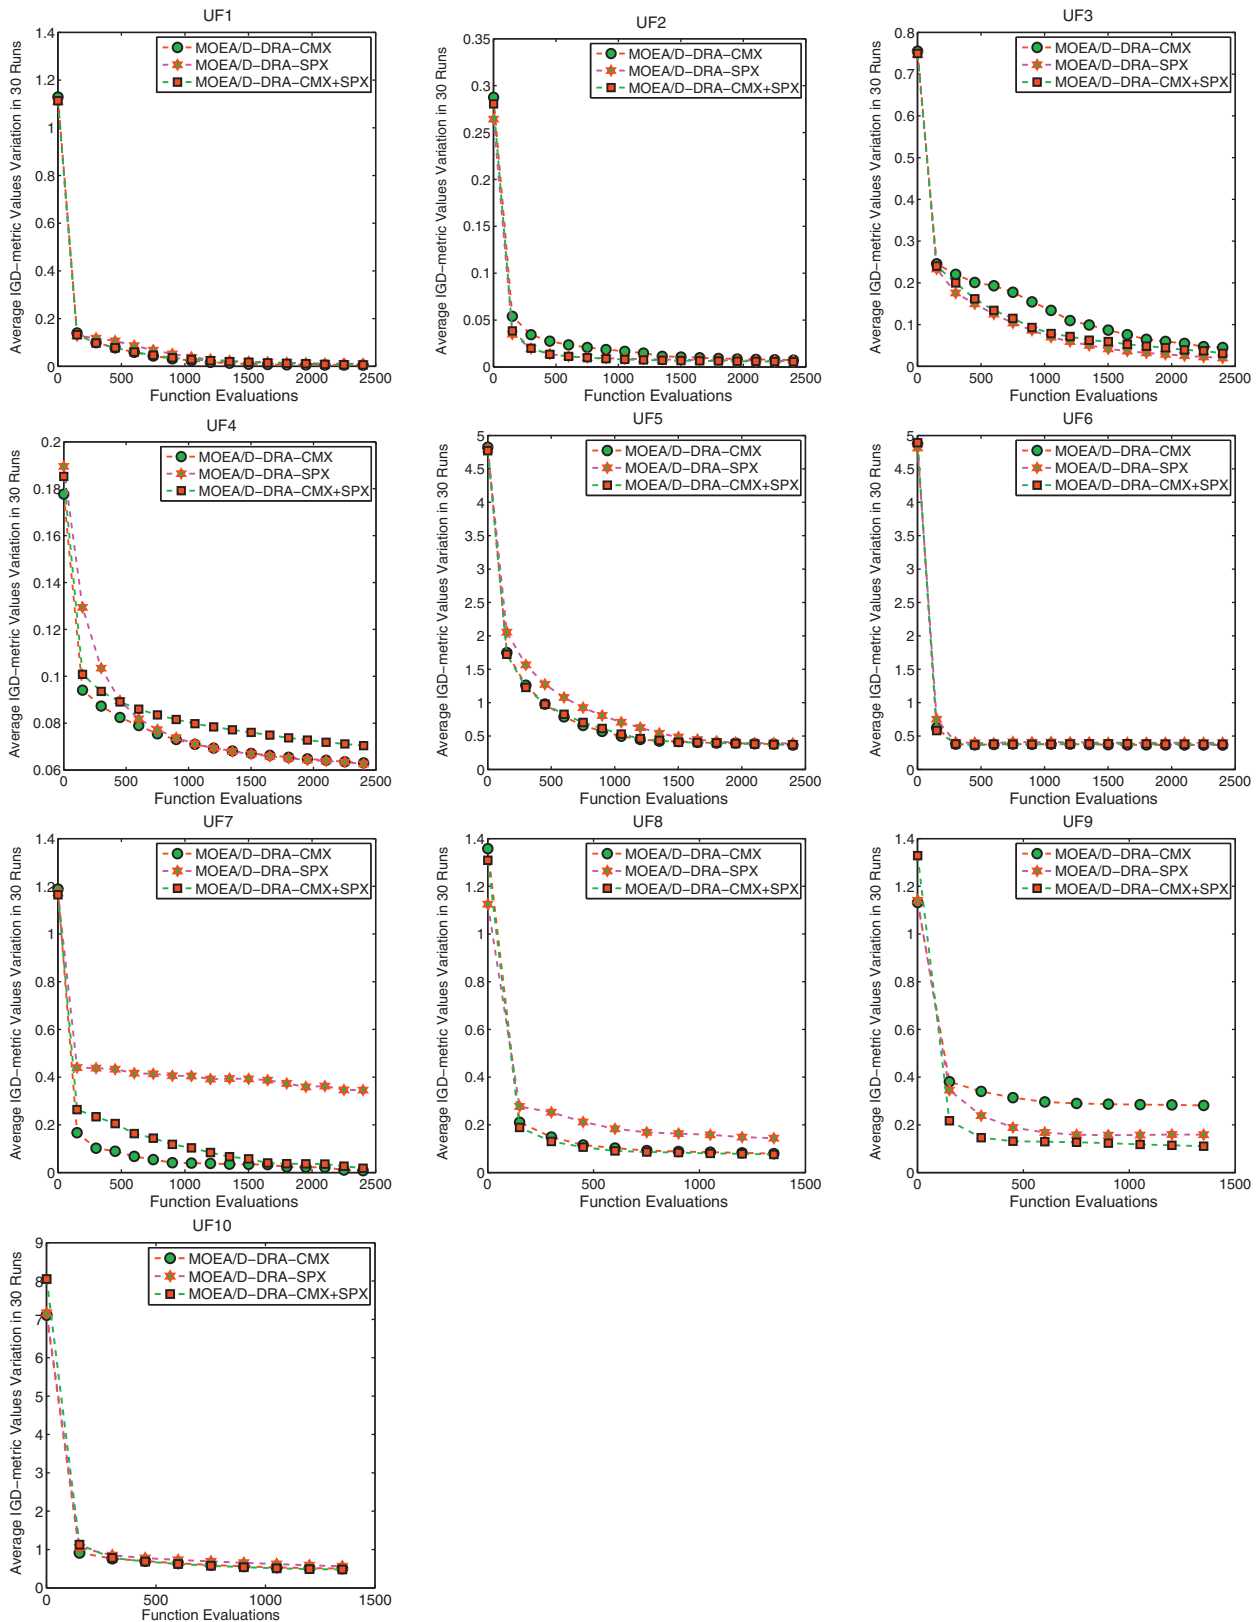 UF1
Average IGD-metric Values Variation in 30 Runs
1.4
1.2
1
0.8
0.6
0.4
0.2
0
MOEA/D-DRA-CMX
MOEA/D-DRA-SPX
MOEA/D-DRA-CMX+SPX
0 500 1000 1500 2000 2500
Function Evaluations
UF2
Average IGD-metric Values Variation in 30 Runs
0.35
0.3
0.25
0.2
0.15
0.1
0.05
0
MOEA/D-DRA-CMX
MOEA/D-DRA-SPX
MOEA/D-DRA-CMX+SPX
0 500 1000 1500 2000 2500
Function Evaluations
UF3
Average IGD-metric Values Variation in 30 Runs
0.8
0.7
0.6
0.5
0.4
0.3
0.2
0.1
0
MOEA/D-DRA-CMX
MOEA/D-DRA-SPX
MOEA/D-DRA-CMX+SPX
0 500 1000 1500 2000 2500
Function Evaluations
UF4
Average IGD-metric Values Variation in 30 Runs
0.2
0.18
0.16
0.14
0.12
0.1
0.08
0.06
MOEA/D-DRA-CMX
MOEA/D-DRA-SPX
MOEA/D-DRA-CMX+SPX
0 500 1000 1500 2000 2500
Function Evaluations
UF5
Average IGD-metric Values Variation in 30 Runs
5
4.5
4
3.5
3
2.5
2
1.5
1
0.5
0
MOEA/D-DRA-CMX
MOEA/D-DRA-SPX
MOEA/D-DRA-CMX+SPX
0 500 1000 1500 2000 2500
Function Evaluations
UF6
Average IGD-metric Values Variation in 30 Runs
5
4.5
4
5
3
5
2
5
1
0.5
0
MOEA/D-DRA-CMX
MOEA/D-DRA-SPX
MOEA/D-DRA-CMX+SPX
0 500 1000 1500 2000 2500
Function Evaluations
UF7
Average IGD-metric Values Variation in 30 Runs
1.4
1.2
1
0.8
0.6
0.4
0.2
0
MOEA/D-DRA-CMX
MOEA/D-DRA-SPX
MOEA/D-DRA-CMX+SPX
0 500 1000 1500 2000 2500
Function Evaluations
UF8
Average IGD-metric Values Variation in 30 Runs
1.4
1.2
1
0.8
0.6
0.4
0.2
0
MOEA/D-DRA-CMX
MOEA/D-DRA-SPX
MOEA/D-DRA-CMX+SPX
0 500 1000 1500
Function Evaluations
UF9
Average IGD-metric Values Variation in 30 Runs
1.4
1.2
1
0.8
0.6
0.4
0.2
0
MOEA/D-DRA-CMX
MOEA/D-DRA-SPX
MOEA/D-DRA-CMX+SPX
0 500 1000 1500
Function Evaluations
UF10
Average IGD-metric Values Variation in 30 Runs
9
8
7
6
5
4
3
2
1
0
MOEA/D-DRA-CMX
MOEA/D-DRA-SPX
MOEA/D-DRA-CMX+SPX
0 500 1000 1500
Function Evaluations